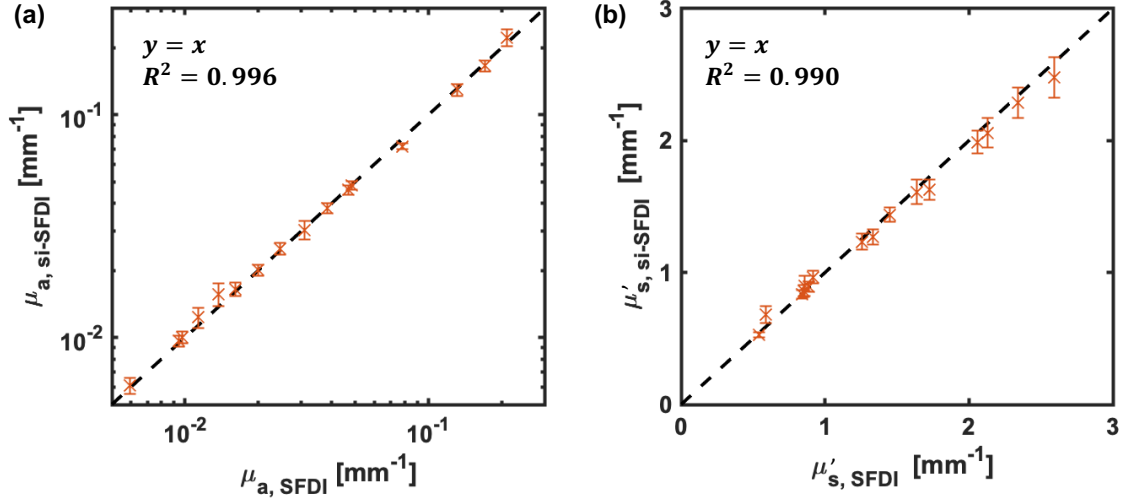 (a)
y = x
R² = 0.996
10⁻¹
10⁻²
μa, si-SFDI [mm⁻¹]
10⁻² 10⁻¹
μa, SFDI [mm⁻¹]
(b)
y = x
R² = 0.990
3
2
1
0
μ′s, si-SFDI [mm⁻¹]
0 1 2 3
μ′s, SFDI [mm⁻¹]